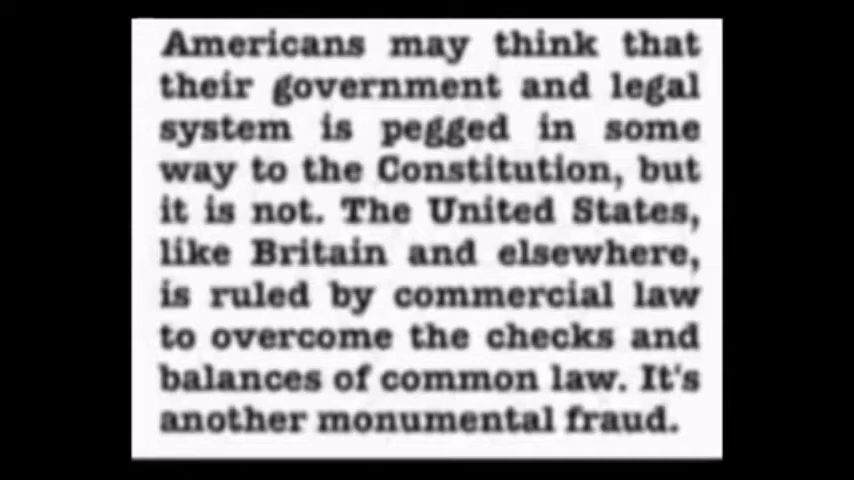 Americans may think that
their government and legal
system is pegged in some
way to the Constitution, but
it is not. The United States,
like Britain and elsewhere,
is ruled by commercial law
to overcome the checks and
balances of common law. It's
another monumental fraud.